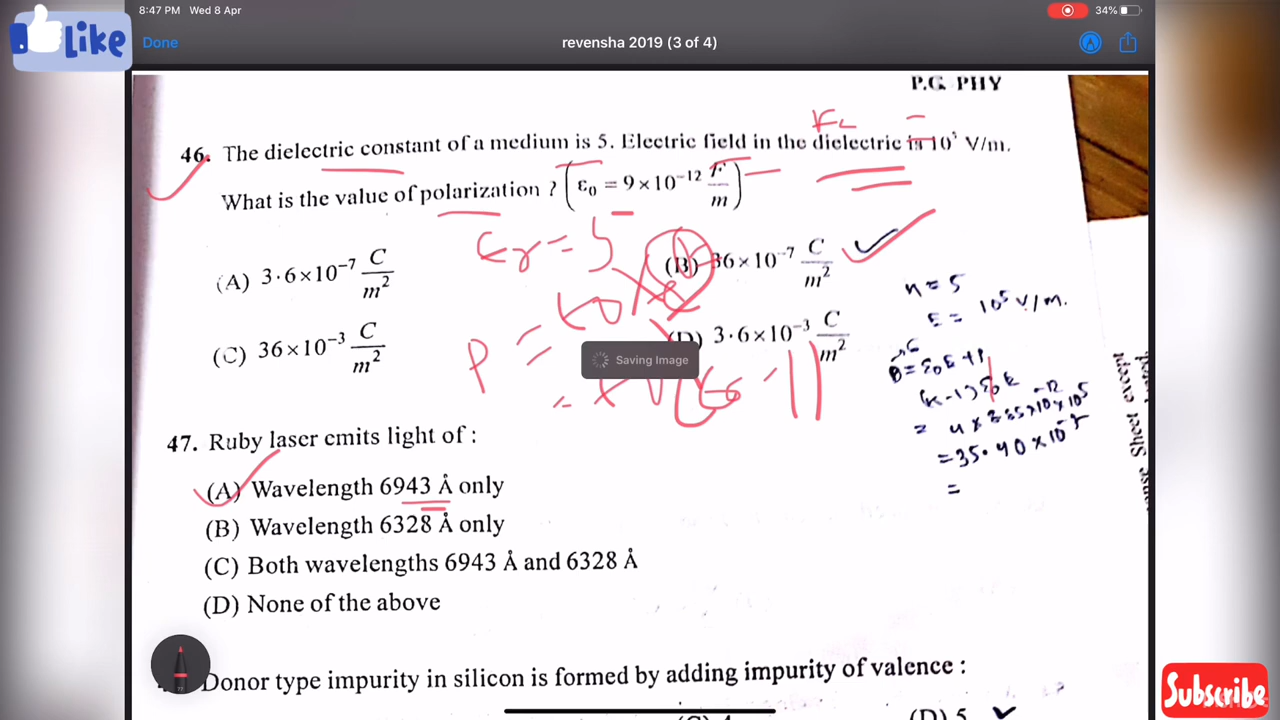 8:47 PM Wed 8 Apr
34%
Like
Done
revensha 2019 (3 of 4)
P.G. PHY
46. The dielectric constant of a medium is 5. Electric field in the dielectric is 10⁵ V/m.
What is the value of polarization ? (ε₀ = 9×10⁻¹² F/m)
εr = 5
(A) 3·6×10⁻⁷ C/m²
(B) 36×10⁻⁷ C/m²
(C) 36×10⁻³ C/m²
(D) 3·6×10⁻³ C/m²
P =
Saving Image
n = 5
E = 10⁵ V/m.
= 35.40 × 10⁻⁷
=
47. Ruby laser emits light of :
(A) Wavelength 6943 Å only
(B) Wavelength 6328 Å only
(C) Both wavelengths 6943 Å and 6328 Å
(D) None of the above
Donor type impurity in silicon is formed by adding impurity of valence :
(D) 5
Subscribe